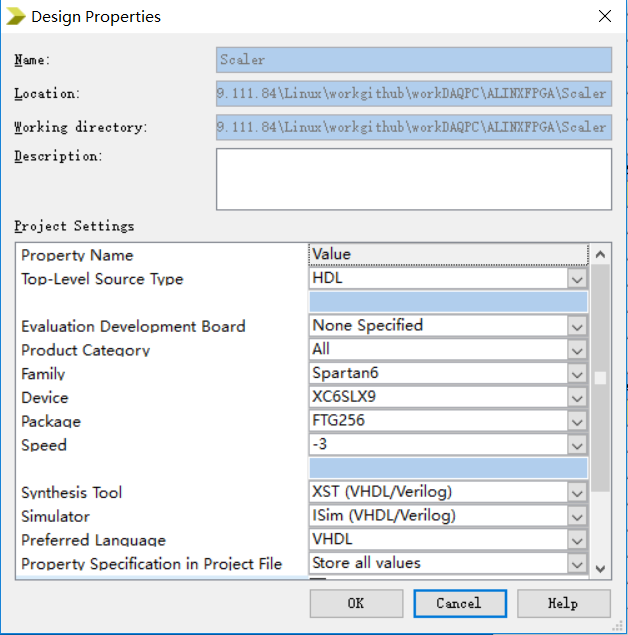 Design Properties
Name: Scaler
Location: 9.111.84\Linux\workgithub\workDAQPC\ALINXFPGA\Scaler
Working directory: 9.111.84\Linux\workgithub\workDAQPC\ALINXFPGA\Scaler
Description:
Project Settings
Property Name Value
Top-Level Source Type HDL
Evaluation Development Board None Specified
Product Category All
Family Spartan6
Device XC6SLX9
Package FTG256
Speed -3
Synthesis Tool XST (VHDL/Verilog)
Simulator ISim (VHDL/Verilog)
Preferred Language VHDL
Property Specification in Project File Store all values
OK Cancel Help